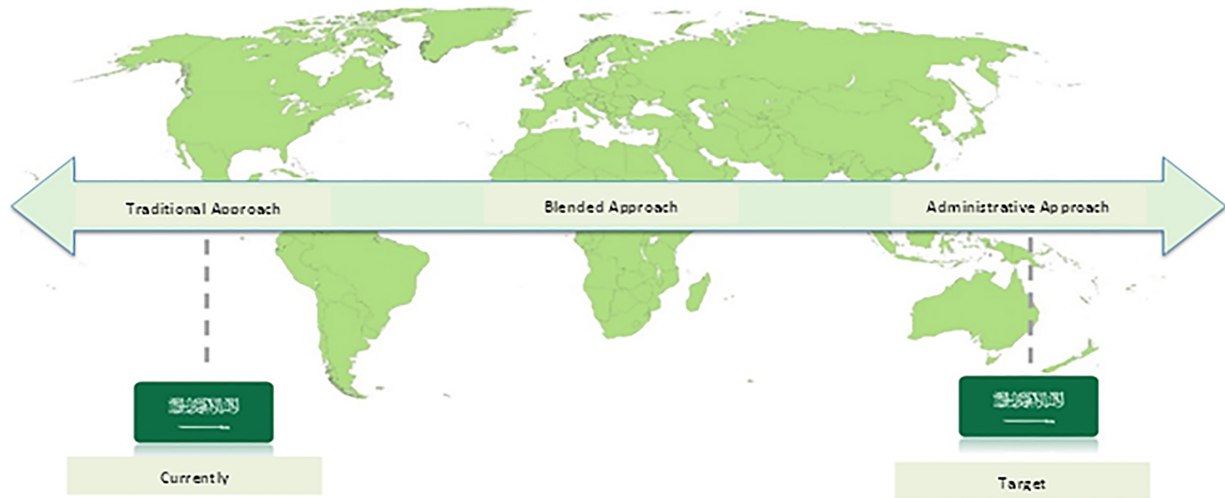 Traditional Approach
Blended Approach
Administrative Approach
Currently
Target